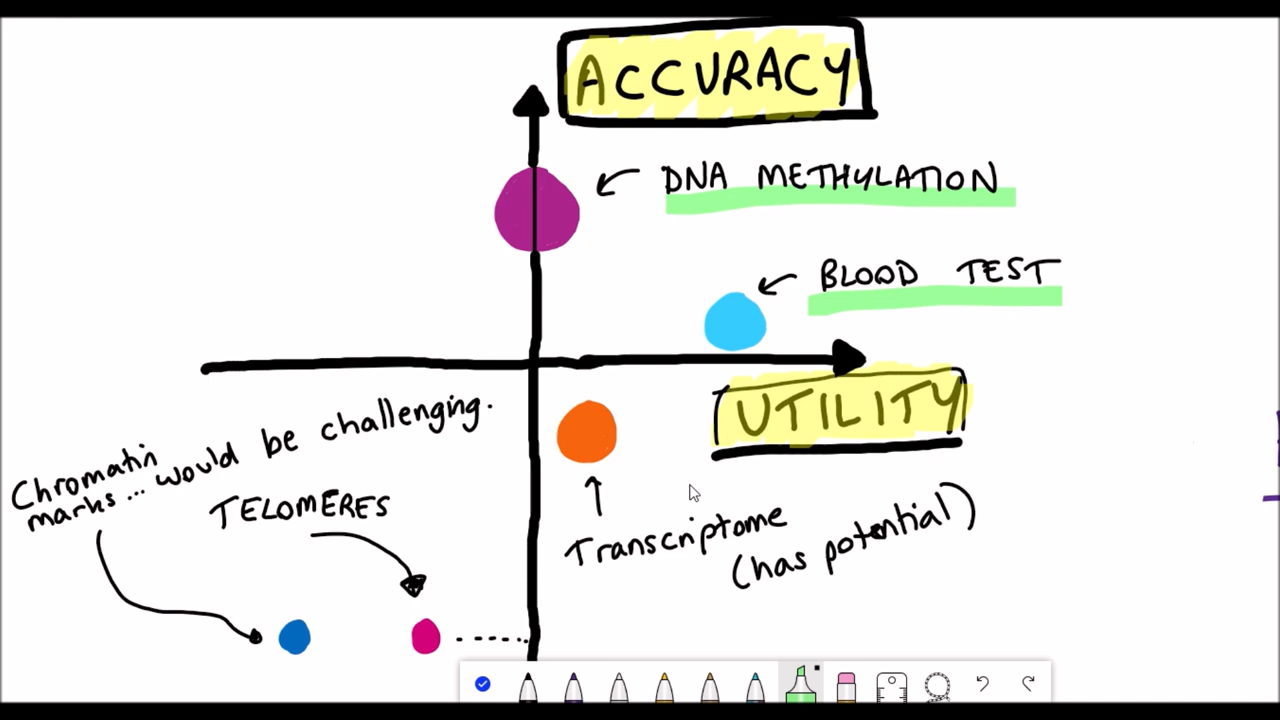 ACCURACY
DNA METHYLATION
BLOOD TEST
UTILITY
Chromatin
marks... would be challenging.
TELOMERES
Transcriptome
(has potential)